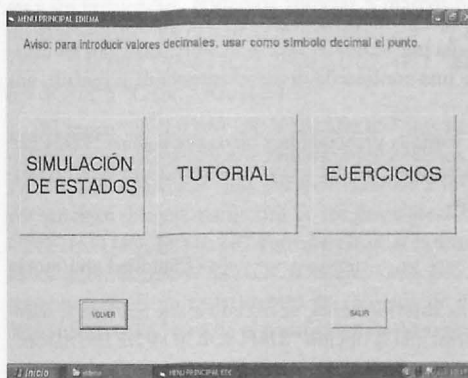 MENU PRINCIPAL EDIEMA
Aviso: para introducir valores decimales, usar como símbolo decimal el punto.
SIMULACIÓN
DE ESTADOS
TUTORIAL
EJERCICIOS
VOLVER
SALIR
Inicio
MENU PRINCIPAL EDI...